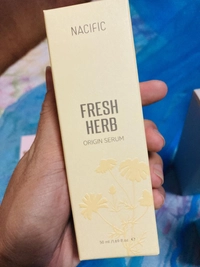 NACIFIC
FRESH
HERB
ORIGIN SERUM